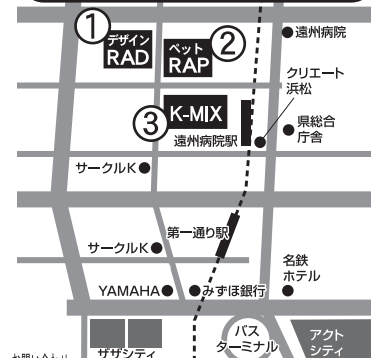 ①
デザイン
RAD
ペット
RAP
②
遠州病院
クリエート
浜松
③
K-MIX
遠州病院駅
県総合
庁舎
サークルK
第一通り駅
サークルK
名鉄
ホテル
YAMAHA
みずほ銀行
ザザシティ
バス
ターミナル
アクト
シティ